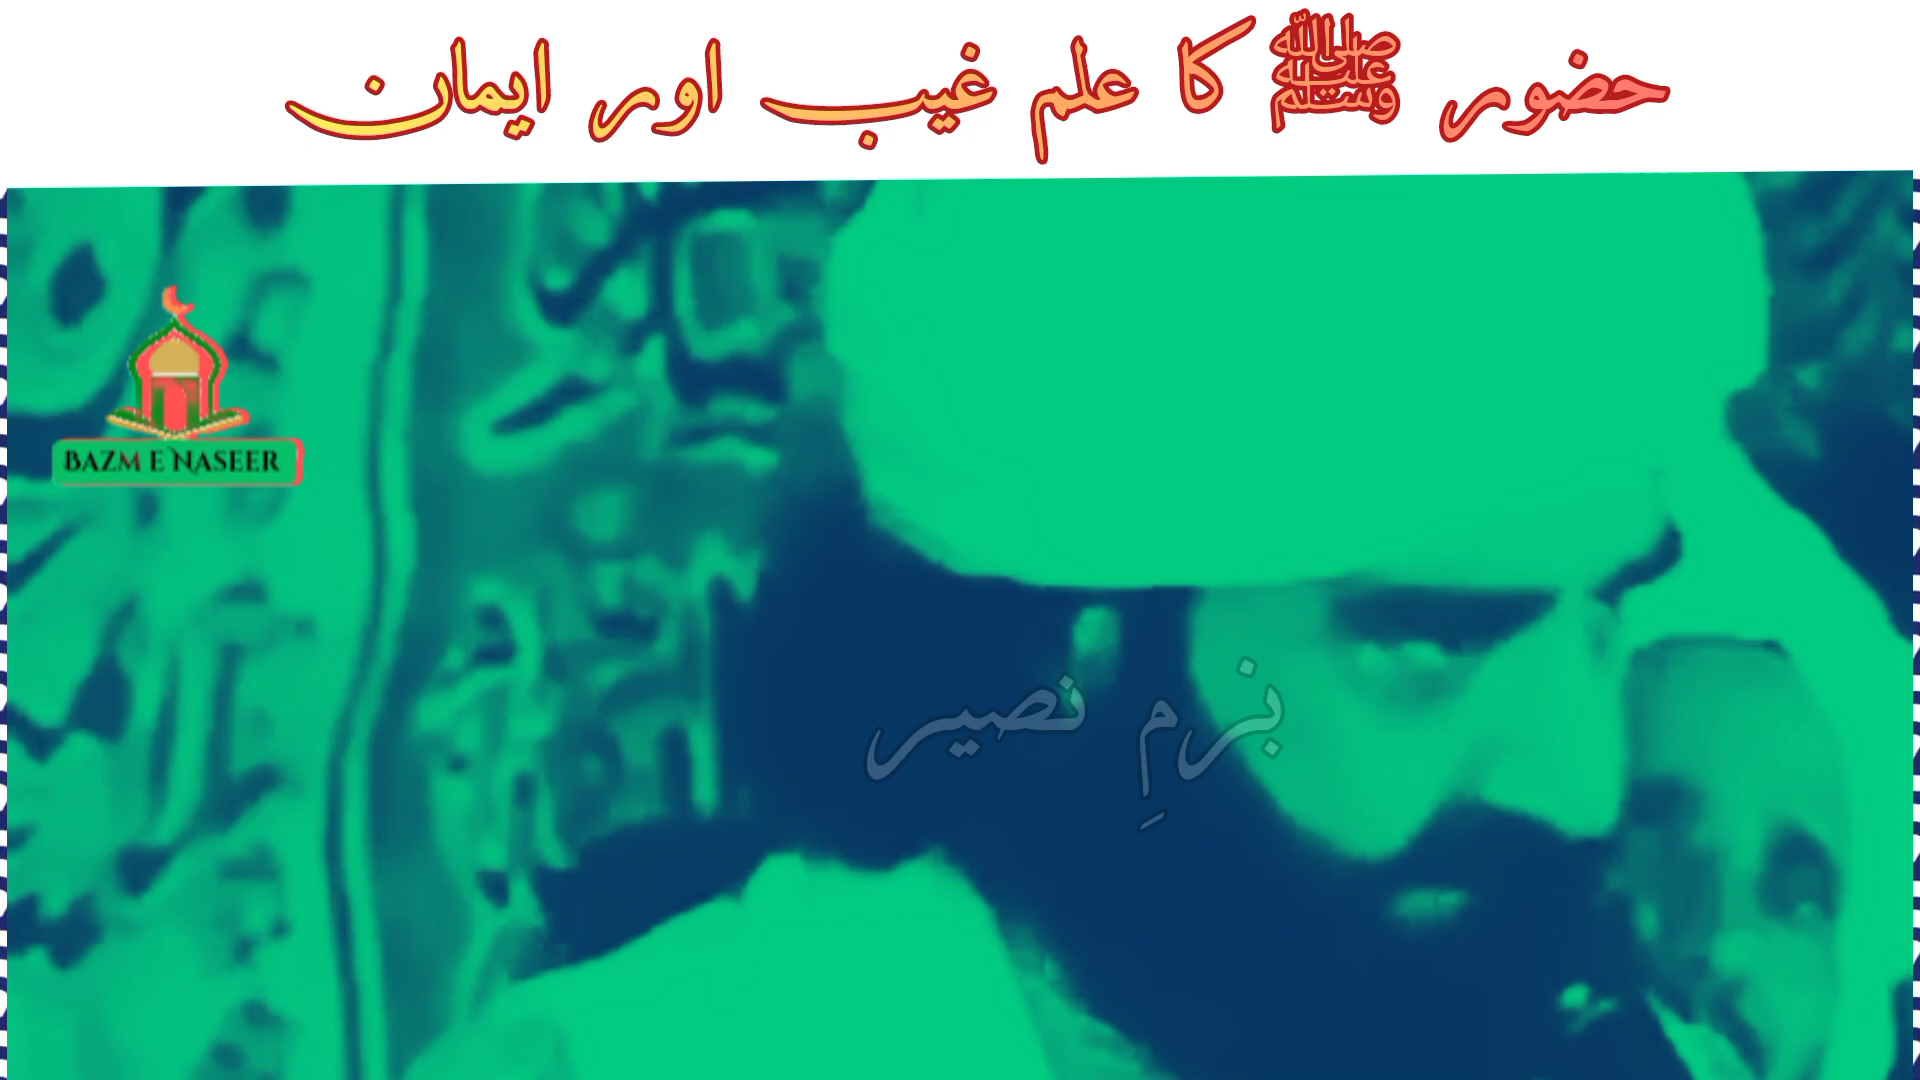 حضور ﷺ کا علم غیب اور ایمان
BAZM E NASEER
بزمِ نصیر